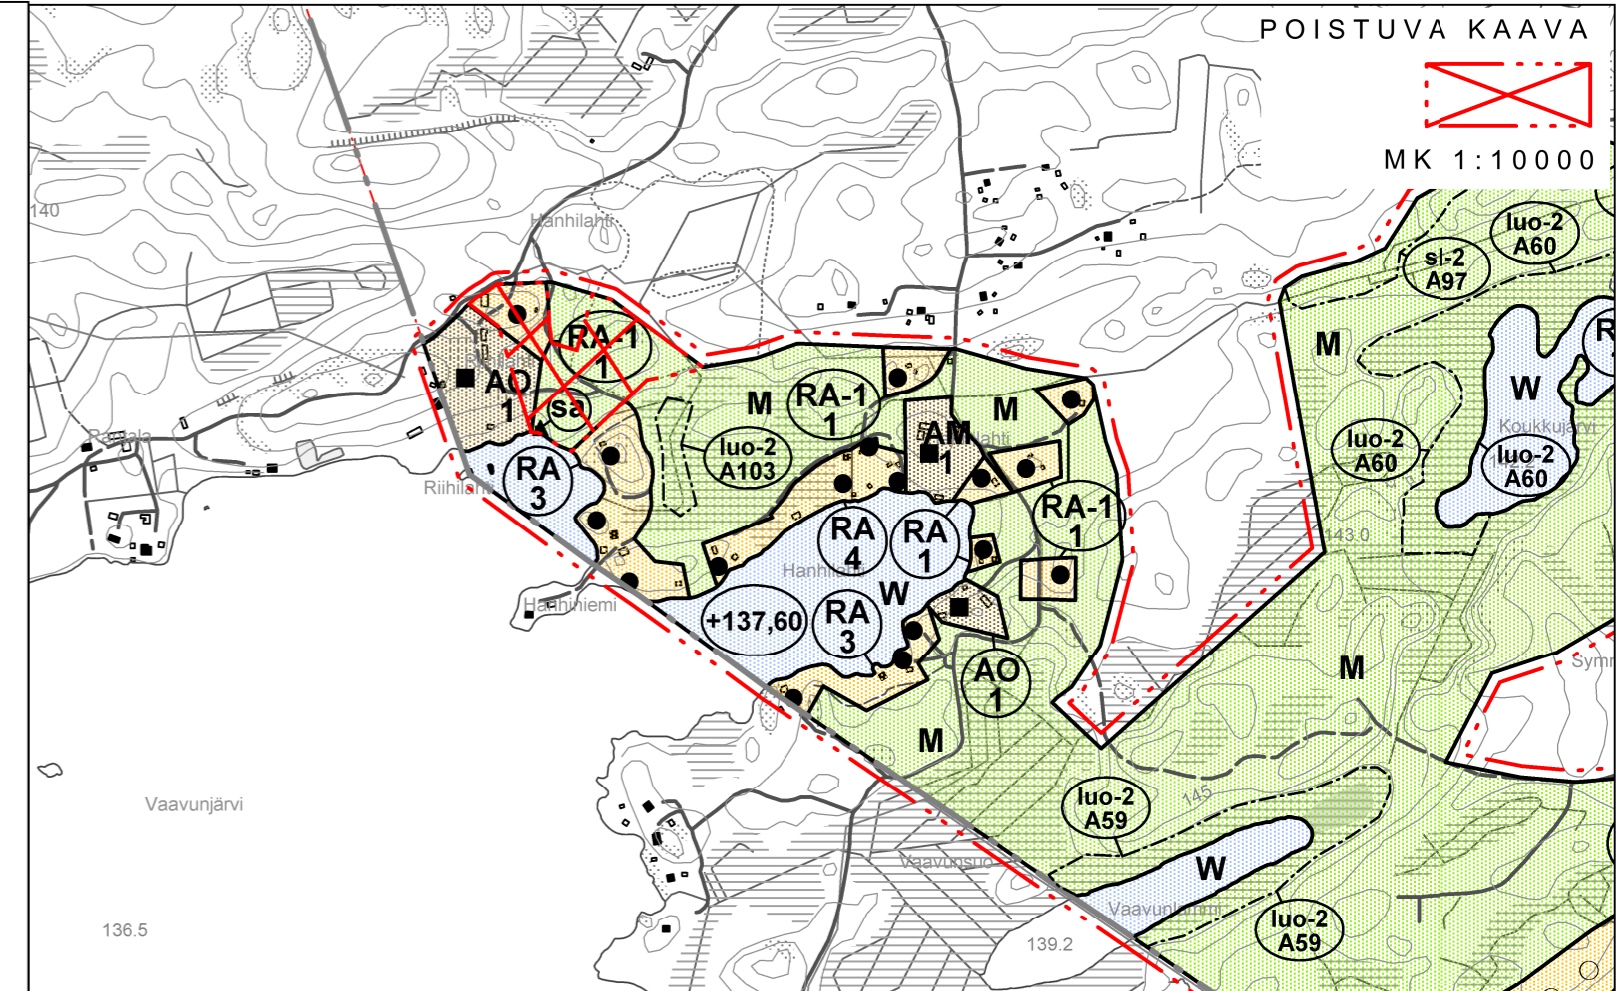 POISTUVA KAAVA
MK 1:10000
140
Hanhilahti
luo-2
A60
sl-2
A97
RA-1
1
M
AO
1
sa
RA
3
Riihilahti
M
luo-2
A103
RA-1
1
M
AM
1
RA-1
1
RA
4
RA
1
Hanhilahti
W
+137,60
RA
3
Hanhiniemi
AO
1
M
luo-2
A60
W
Koukkujärvi
luo-2
A60
143.0
M
luo-2
A59
145
Vaavunjärvi
Vaavunsuo
W
Vaavunlammi
luo-2
A59
136.5
139.2